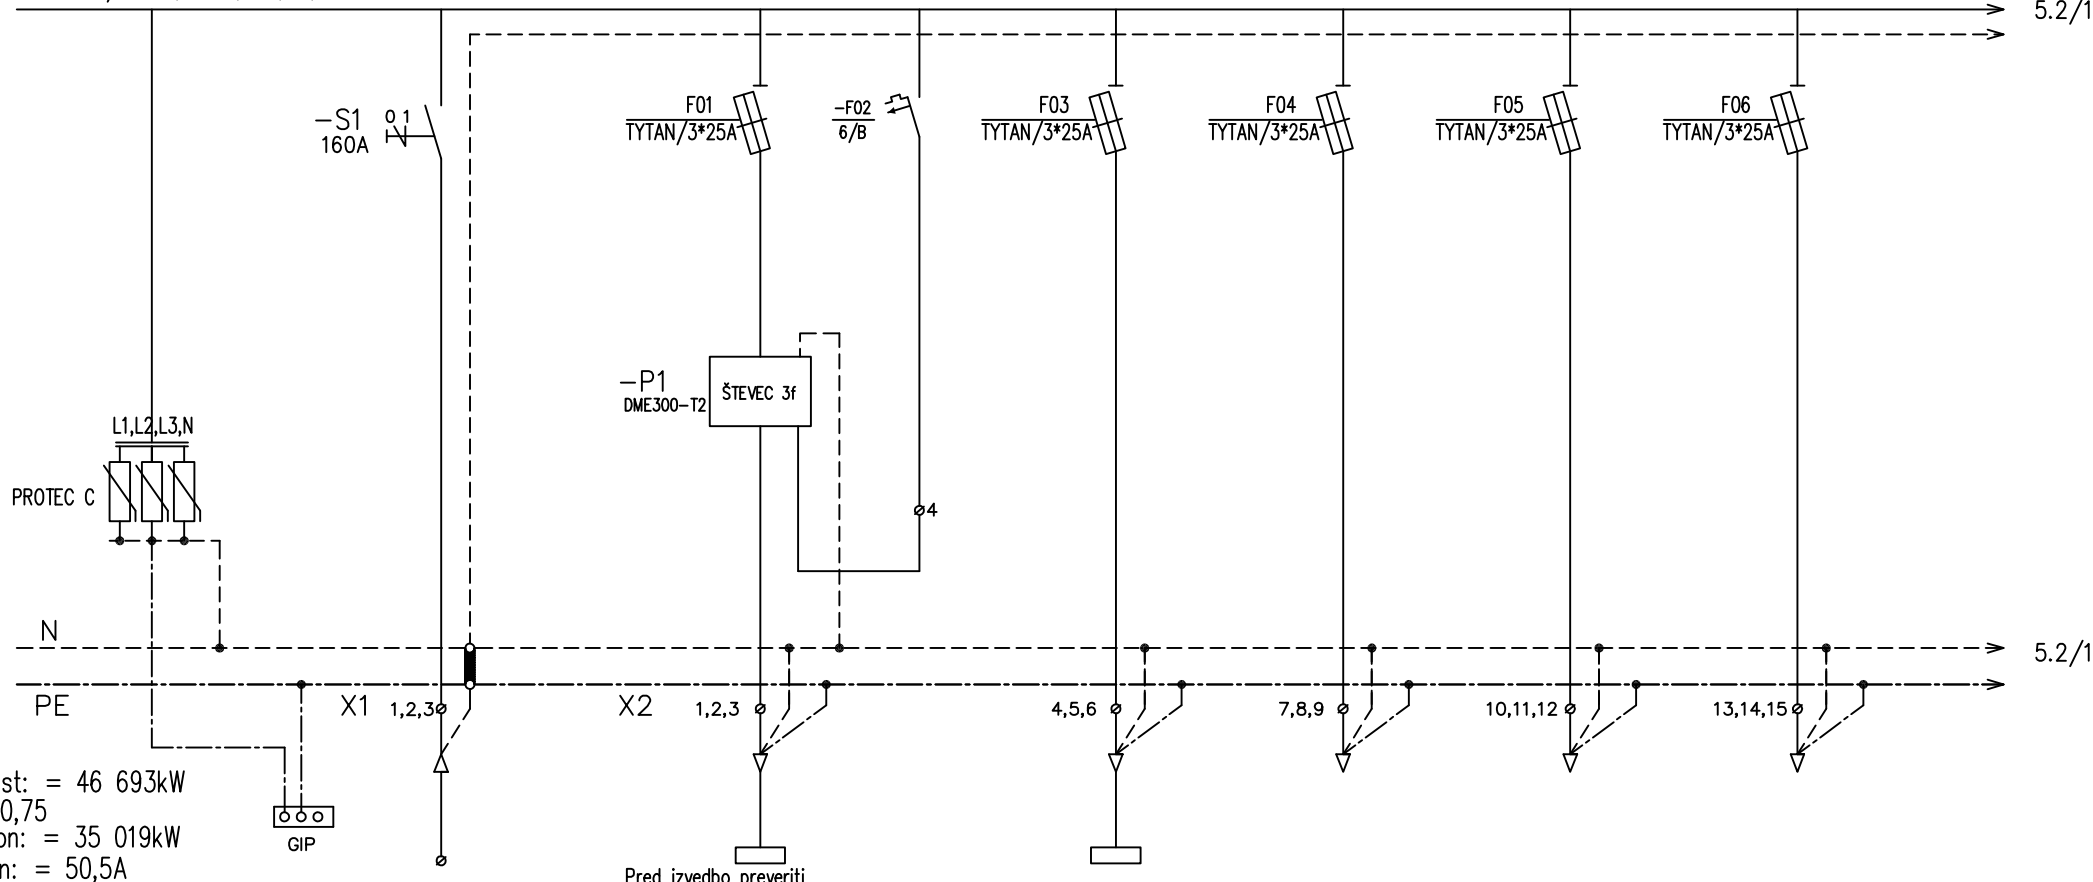 5.2/1
-S1
160A
0 1
F01
TYTAN/3*25A
-F02
6/B
F03
TYTAN/3*25A
F04
TYTAN/3*25A
F05
TYTAN/3*25A
F06
TYTAN/3*25A
-P1
DME300-T2
ŠTEVEC 3f
L1,L2,L3,N
PROTEC C
4
N
5.2/1
PE
X1
1,2,3
X2
1,2,3
4,5,6
7,8,9
10,11,12
13,14,15
st: = 46 693kW
0,75
on: = 35 019kW
n: = 50,5A
GIP
Pred izvedbo preveriti